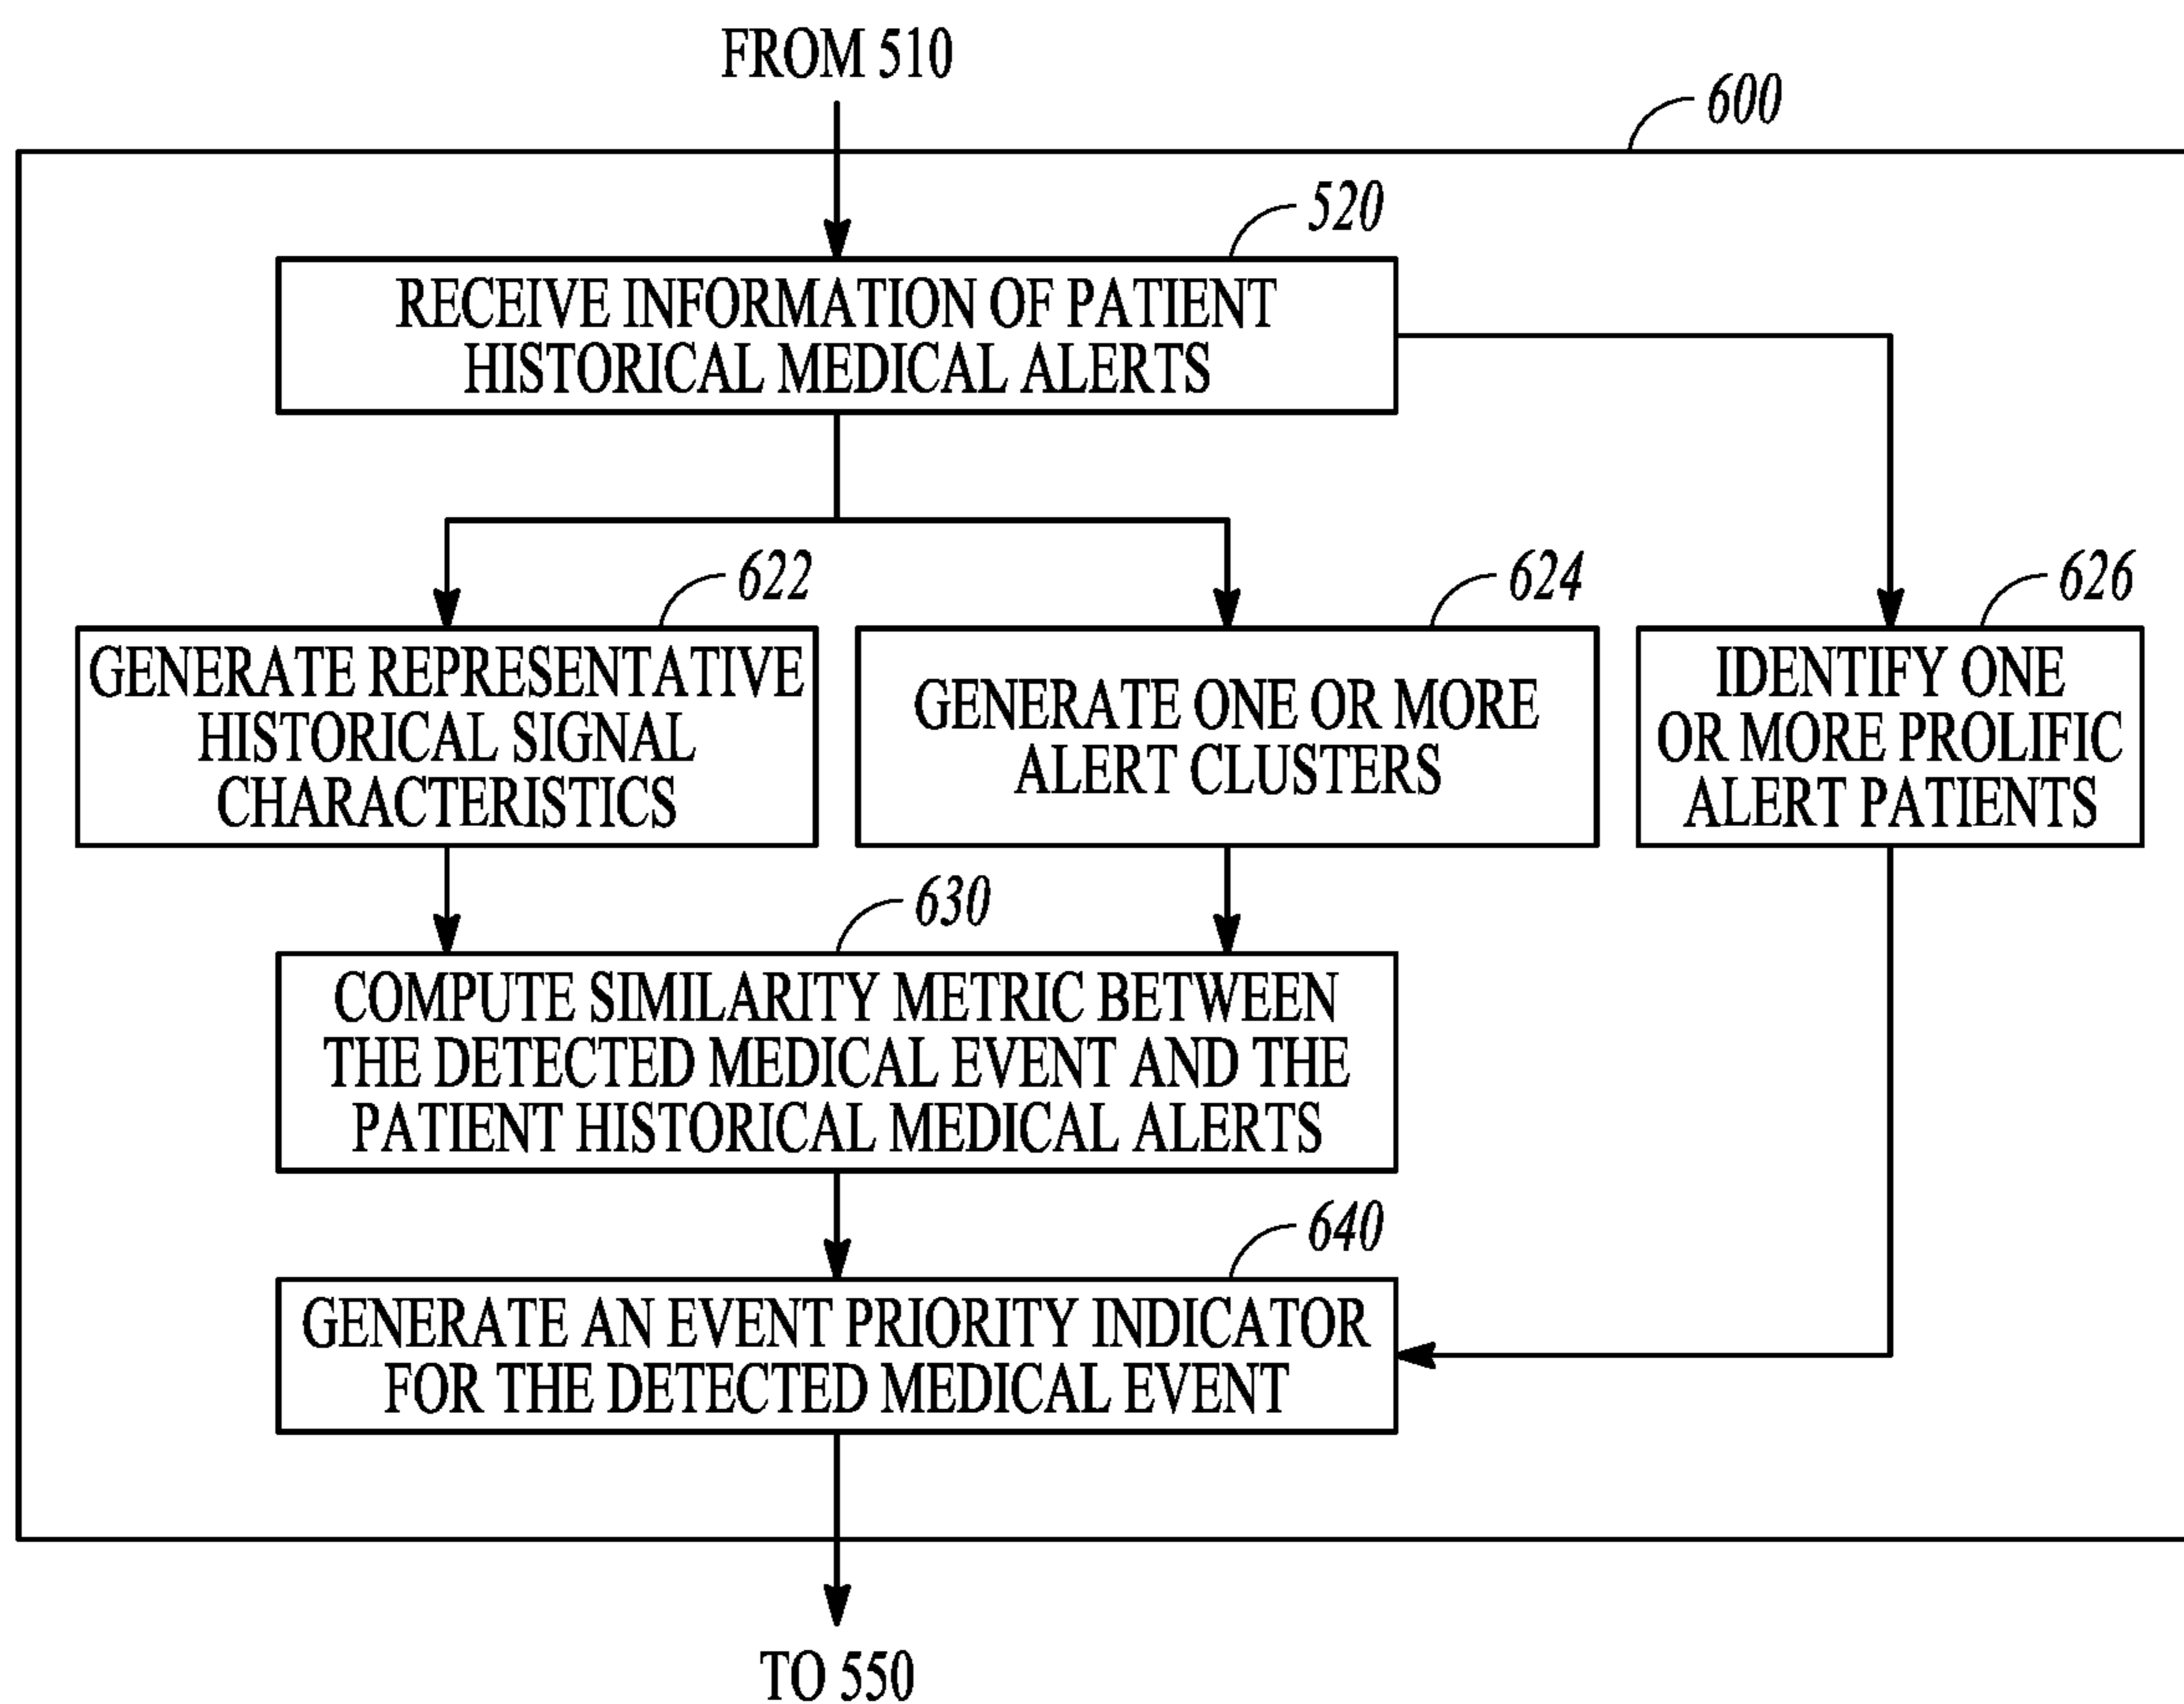 FROM 510
600
520
RECEIVE INFORMATION OF PATIENT
HISTORICAL MEDICAL ALERTS
622
GENERATE REPRESENTATIVE
HISTORICAL SIGNAL
CHARACTERISTICS
624
GENERATE ONE OR MORE
ALERT CLUSTERS
626
IDENTIFY ONE
OR MORE PROLIFIC
ALERT PATIENTS
630
COMPUTE SIMILARITY METRIC BETWEEN
THE DETECTED MEDICAL EVENT AND THE
PATIENT HISTORICAL MEDICAL ALERTS
640
GENERATE AN EVENT PRIORITY INDICATOR
FOR THE DETECTED MEDICAL EVENT
TO 550